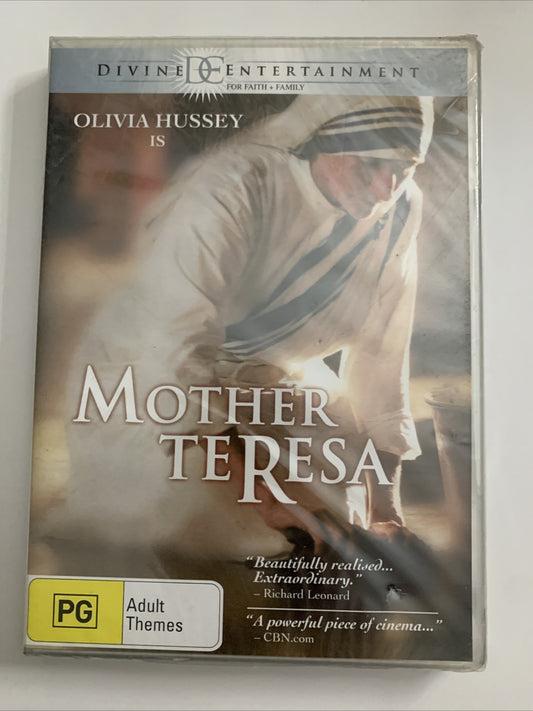 DIVINE DE ENTERTAINMENT
FOR FAITH + FAMILY
OLIVIA HUSSEY
IS
MOTHER
TERESA
“Beautifully realised...
Extraordinary.”
– Richard Leonard
“A powerful piece of cinema...”
– CBN.com
PG Adult
Themes